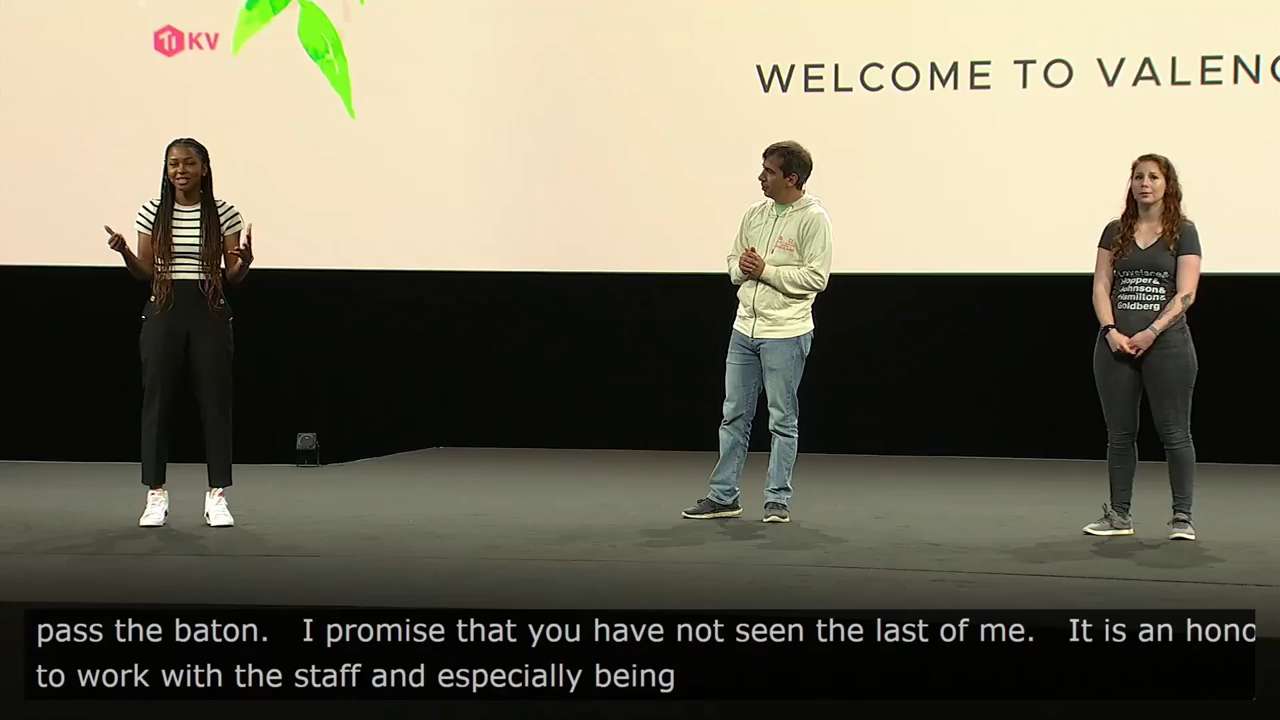 TiKV
WELCOME TO VALENC
Lovelace&
Hopper&
Johnson&
Hamilton&
Goldberg
pass the baton.   I promise that you have not seen the last of me.   It is an hono
to work with the staff and especially being